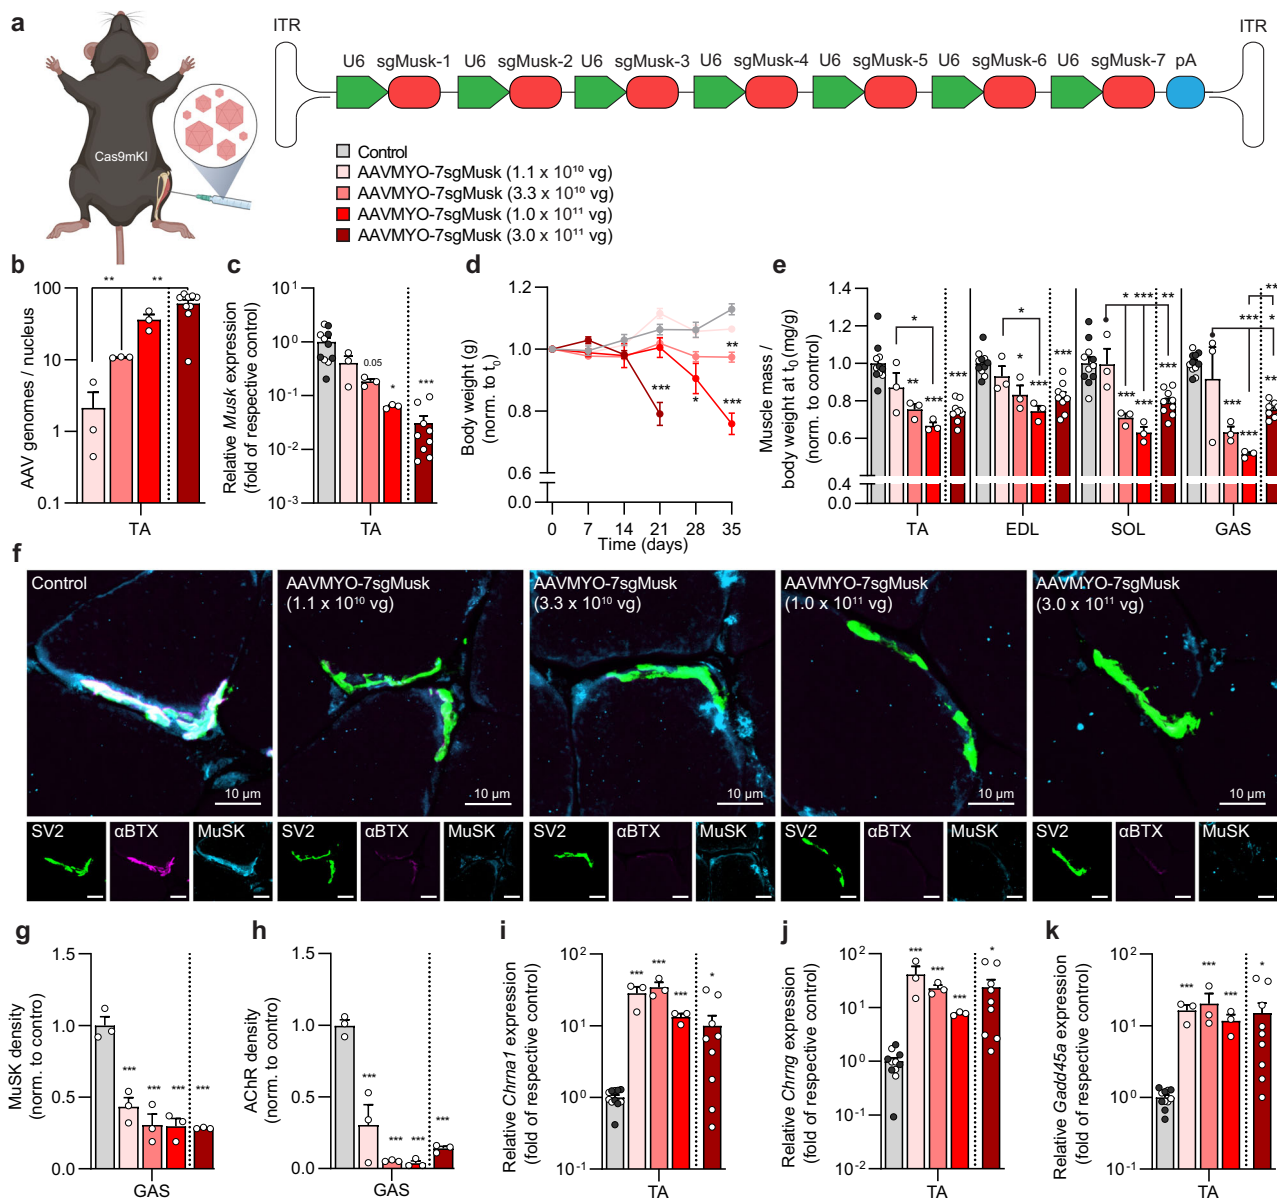 a
ITR
ITR
U6 sgMusk-1 U6 sgMusk-2 U6 sgMusk-3 U6 sgMusk-4 U6 sgMusk-5 U6 sgMusk-6 U6 sgMusk-7 pA
Cas9mKI
Control
AAVMYO-7sgMusk (1.1 x 10¹⁰ vg)
AAVMYO-7sgMusk (3.3 x 10¹⁰ vg)
AAVMYO-7sgMusk (1.0 x 10¹¹ vg)
AAVMYO-7sgMusk (3.0 x 10¹¹ vg)
b
AAV genomes / nucleus
100
10
1
0.1
** **
TA
c
Relative Musk expression
(fold of respective control)
10¹
10⁰
10⁻¹
10⁻²
10⁻³
0.05
*
***
TA
d
Body weight (g)
(norm. to t₀)
1.2
1.0
0.8
0.6
0.0
***
*
**
***
0 7 14 21 28 35
Time (days)
e
Muscle mass /
body weight at t₀ (mg/g)
(norm. to control)
1.4
1.2
1.0
0.8
0.6
0.4
0.0
* ** *** ***
* * *** ***
* *** ** *** *** ***
** *** * *** *** ***
TA EDL SOL GAS
f
Control
AAVMYO-7sgMusk
(1.1 x 10¹⁰ vg)
AAVMYO-7sgMusk
(3.3 x 10¹⁰ vg)
AAVMYO-7sgMusk
(1.0 x 10¹¹ vg)
AAVMYO-7sgMusk
(3.0 x 10¹¹ vg)
10 µm 10 µm 10 µm 10 µm 10 µm
SV2 αBTX MuSK SV2 αBTX MuSK SV2 αBTX MuSK SV2 αBTX MuSK SV2 αBTX MuSK
g
MuSK density
(norm. to control)
1.5
1.0
0.5
0.0
*** *** *** ***
GAS
h
AChR density
(norm. to control)
1.5
1.0
0.5
0.0
*** *** *** ***
GAS
i
Relative Chrna1 expression
(fold of respective control)
10²
10¹
10⁰
10⁻¹
*** *** *** *
TA
j
Relative Chrng expression
(fold of respective control)
10²
10¹
10⁰
10⁻¹
10⁻²
*** *** *** *
TA
k
Relative Gadd45a expression
(fold of respective control)
10²
10¹
10⁰
10⁻¹
*** *** *** *
TA